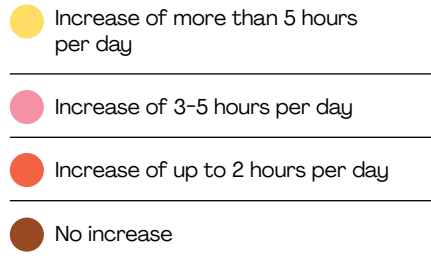 Increase of more than 5 hours
per day
Increase of 3-5 hours per day
Increase of up to 2 hours per day
No increase